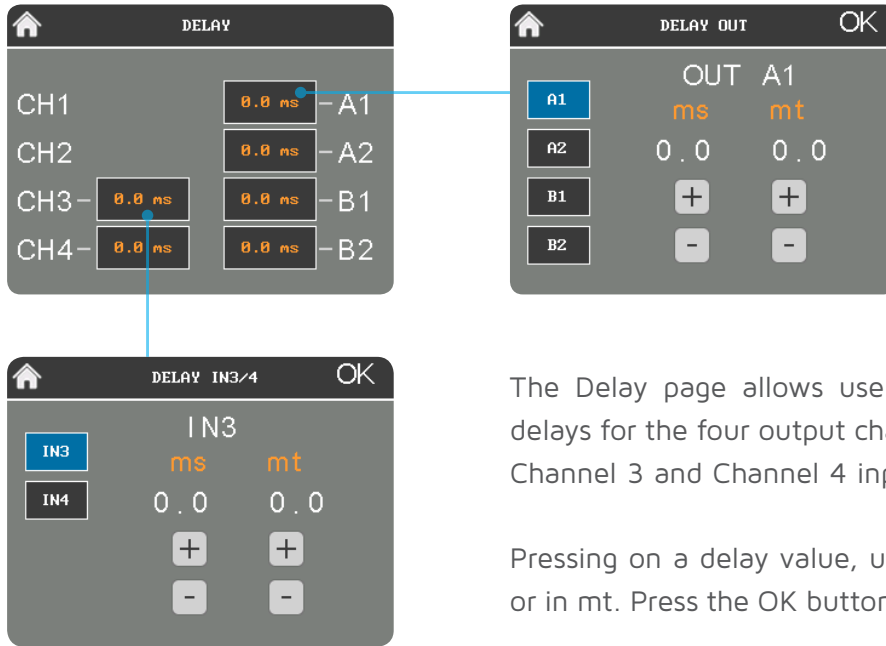 DELAY
CH1 0.0 ms - A1
CH2 0.0 ms - A2
CH3 - 0.0 ms 0.0 ms - B1
CH4 - 0.0 ms 0.0 ms - B2
DELAY OUT OK
OUT A1
A1
ms mt
A2 0.0 0.0
B1 + +
B2 - -
DELAY IN3/4 OK
IN3
IN3
ms mt
IN4 0.0 0.0
+ +
- -
The Delay page allows use
delays for the four output
Channel 3 and Channel 4
Pressing on a delay value,
or in mt. Press the OK button